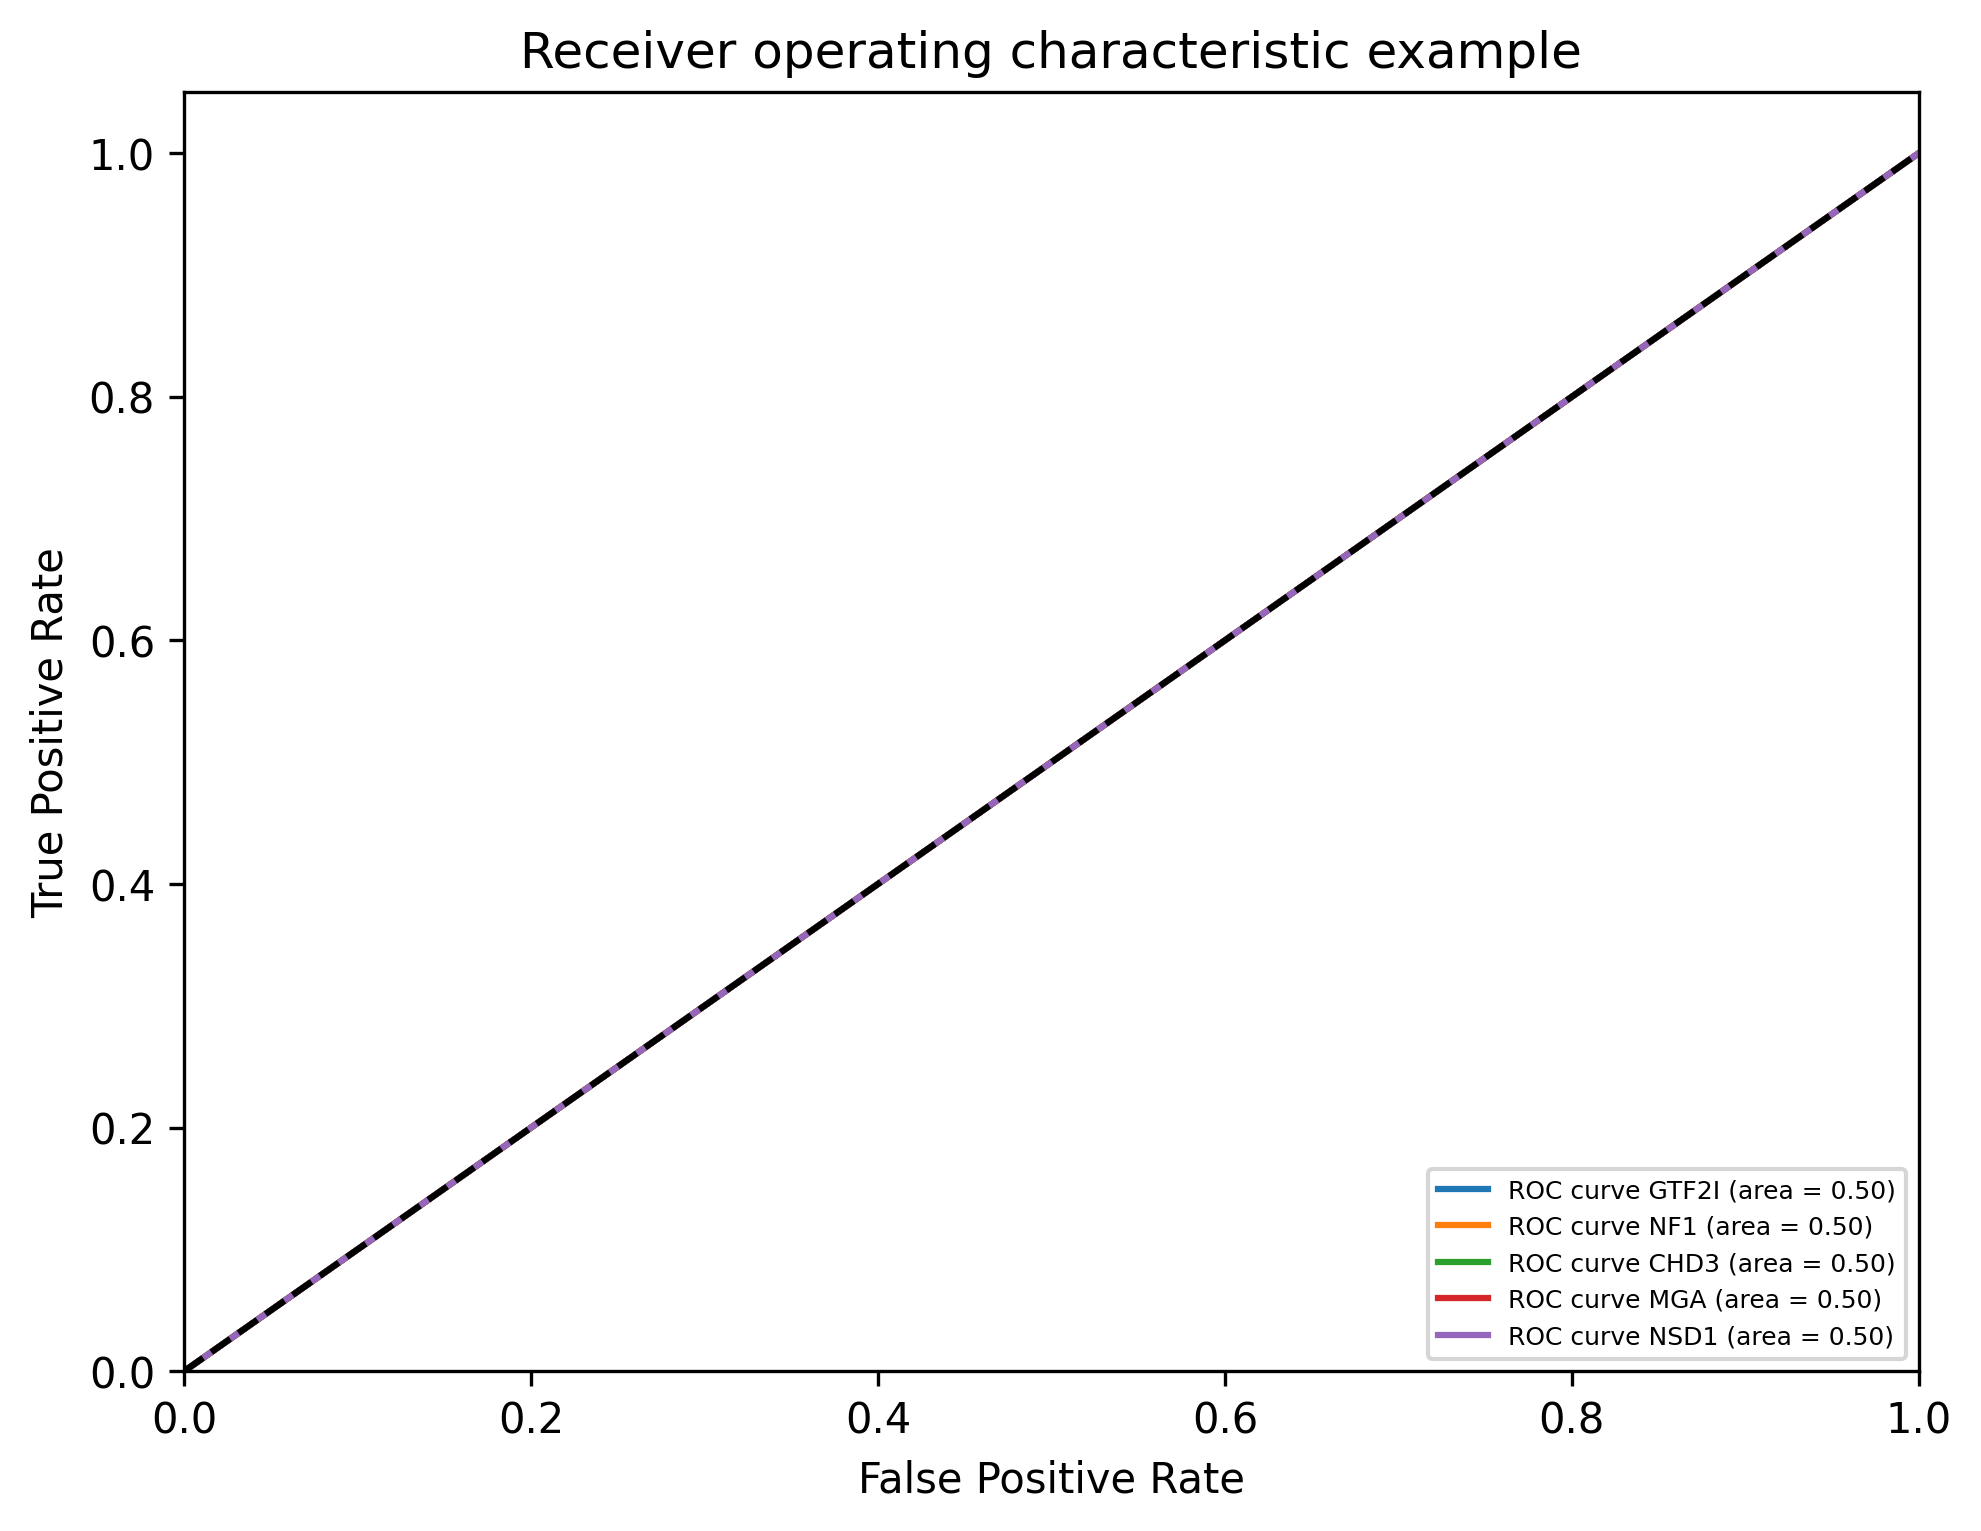 Receiver operating characteristic example
1.0
0.8
0.6
0.4
0.2
0.0
True Positive Rate
0.0 0.2 0.4 0.6 0.8 1.0
False Positive Rate
ROC curve GTF2I (area = 0.50)
ROC curve NF1 (area = 0.50)
ROC curve CHD3 (area = 0.50)
ROC curve MGA (area = 0.50)
ROC curve NSD1 (area = 0.50)